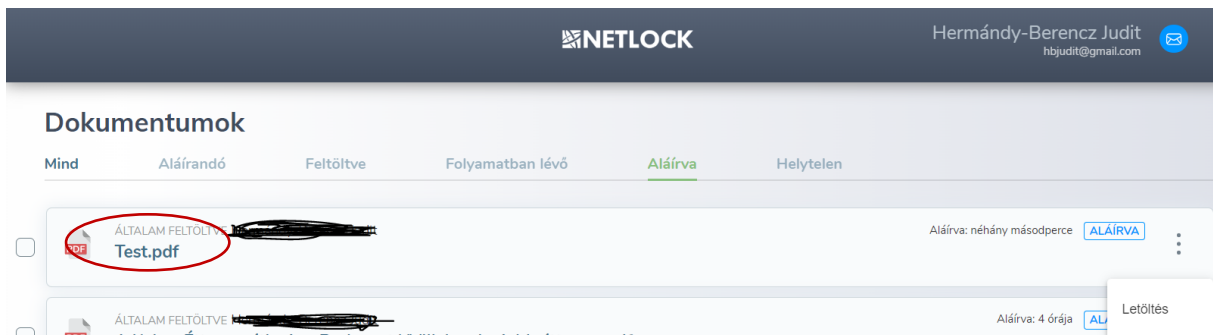 NETLOCK
Hermándy-Berencz Judit
hbjudit@gmail.com
Dokumentumok
Mind Aláírandó Feltöltve Folyamatban lévő Aláírva Helytelen
ÁLTALAM FELTÖLTVE
PDF
Test.pdf
Aláírva: néhány másodperce ALÁÍRVA
Letöltés
ÁLTALAM FELTÖLTVE
Aláírva: 4 órája